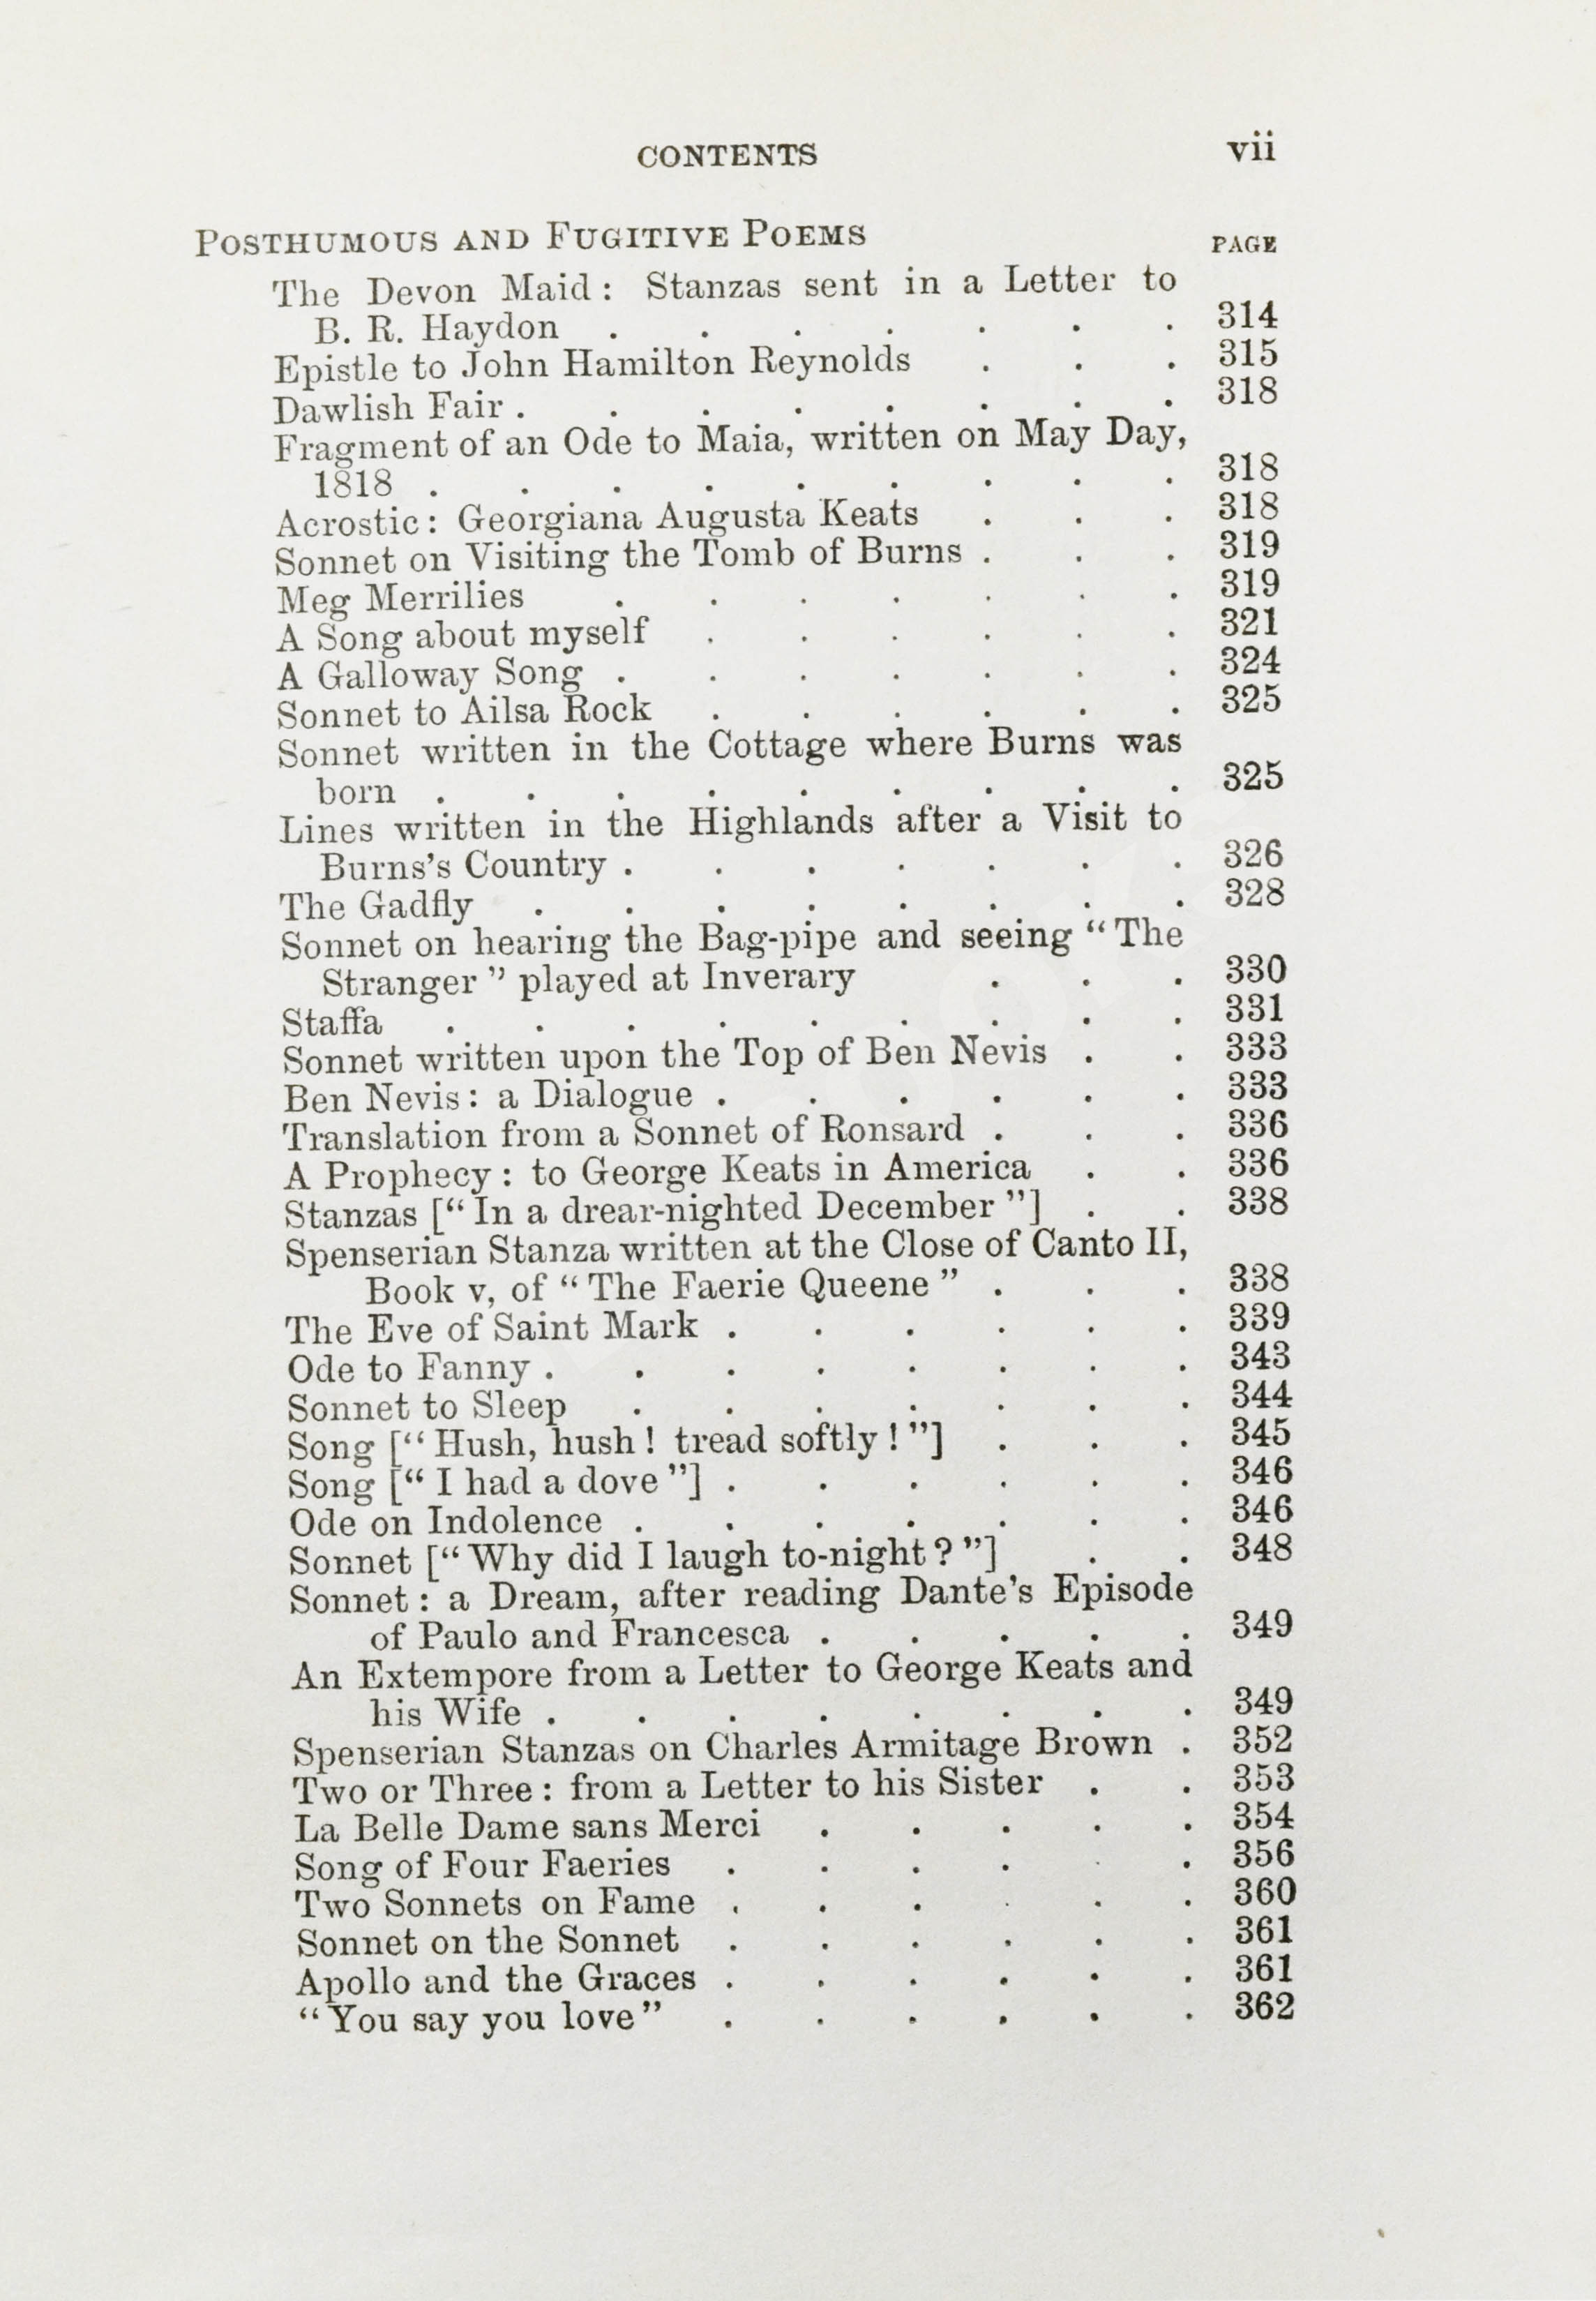 CONTENTS vii
POSTHUMOUS AND FUGITIVE POEMS PAGE
The Devon Maid: Stanzas sent in a Letter to
B. R. Haydon . . . . . . . 314
Epistle to John Hamilton Reynolds . . . 315
Dawlish Fair . . . . . . . . 318
Fragment of an Ode to Maia, written on May Day,
1818 . . . . . . . . . 318
Acrostic: Georgiana Augusta Keats . . . 318
Sonnet on Visiting the Tomb of Burns . . . 319
Meg Merrilies . . . . . . . 319
A Song about myself . . . . . . 321
A Galloway Song . . . . . . . 324
Sonnet to Ailsa Rock . . . . . . 325
Sonnet written in the Cottage where Burns was
born . . . . . . . . . 325
Lines written in the Highlands after a Visit to
Burns's Country . . . . . . . 326
The Gadfly . . . . . . . . 328
Sonnet on hearing the Bag-pipe and seeing "The
Stranger" played at Inverary . . . 330
Staffa . . . . . . . . . 331
Sonnet written upon the Top of Ben Nevis . . 333
Ben Nevis: a Dialogue . . . . . . 333
Translation from a Sonnet of Ronsard . . . 336
A Prophecy: to George Keats in America . . 336
Stanzas ["In a drear-nighted December"] . . 338
Spenserian Stanza written at the Close of Canto II,
Book v, of "The Faerie Queene" . . . 338
The Eve of Saint Mark . . . . . . 339
Ode to Fanny . . . . . . . . 343
Sonnet to Sleep . . . . . . . 344
Song ["Hush, hush! tread softly!"] . . . 345
Song ["I had a dove"] . . . . . . 346
Ode on Indolence . . . . . . . 346
Sonnet ["Why did I laugh to-night?"] . . 348
Sonnet: a Dream, after reading Dante's Episode
of Paulo and Francesca . . . . . 349
An Extempore from a Letter to George Keats and
his Wife . . . . . . . . 349
Spenserian Stanzas on Charles Armitage Brown . 352
Two or Three: from a Letter to his Sister . . 353
La Belle Dame sans Merci . . . . . 354
Song of Four Faeries . . . . . . 356
Two Sonnets on Fame . . . . . . 360
Sonnet on the Sonnet . . . . . . 361
Apollo and the Graces . . . . . . 361
"You say you love" . . . . . . 362